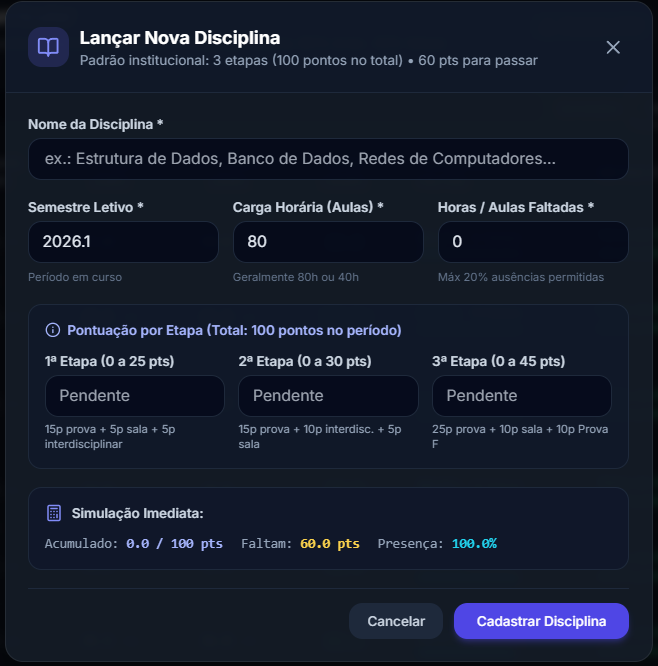 Lançar Nova Disciplina
Padrão institucional: 3 etapas (100 pontos no total) • 60 pts para passar
Nome da Disciplina *
ex.: Estrutura de Dados, Banco de Dados, Redes de Computadores...
Semestre Letivo *
2026.1
Período em curso
Carga Horária (Aulas) *
80
Geralmente 80h ou 40h
Horas / Aulas Faltadas *
0
Máx 20% ausências permitidas
Pontuação por Etapa (Total: 100 pontos no período)
1ª Etapa (0 a 25 pts)
Pendente
15p prova + 5p sala + 5p
interdisciplinar
2ª Etapa (0 a 30 pts)
Pendente
15p prova + 10p interdisc. + 5p
sala
3ª Etapa (0 a 45 pts)
Pendente
25p prova + 10p sala + 10p Prova
F
Simulação Imediata:
Acumulado: 0.0 / 100 pts Faltam: 60.0 pts Presença: 100.0%
Cancelar
Cadastrar Disciplina